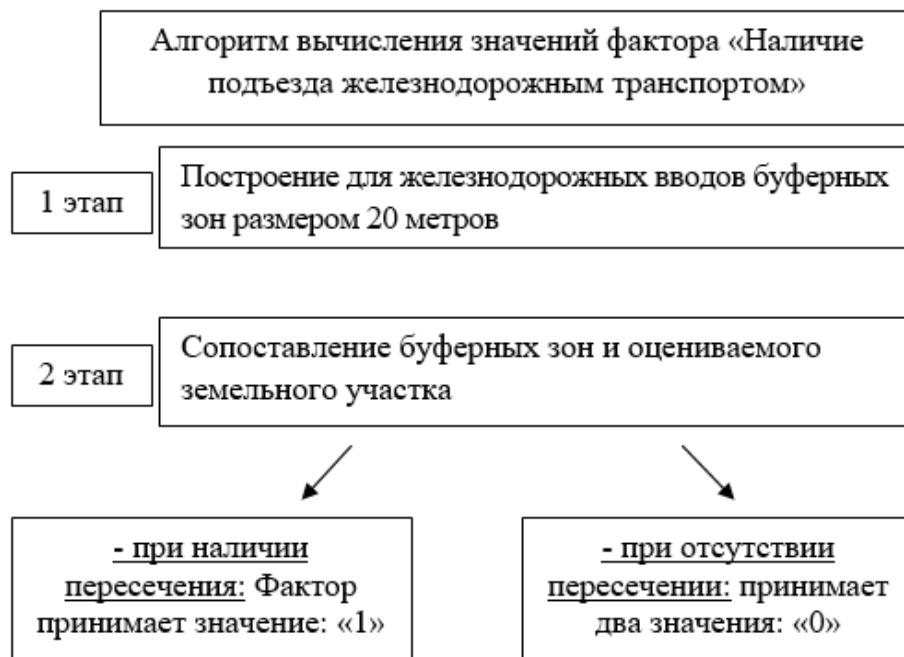 Алгоритм вычисления значений фактора «Наличие
подъезда железнодорожным транспортом»
1 этап
Построение для железнодорожных вводов буферных
зон размером 20 метров
2 этап
Сопоставление буферных зон и оцениваемого
земельного участка
- при наличии
пересечения: Фактор
принимает значение: «1»
- при отсутствии
пересечении: принимает
два значения: «0»